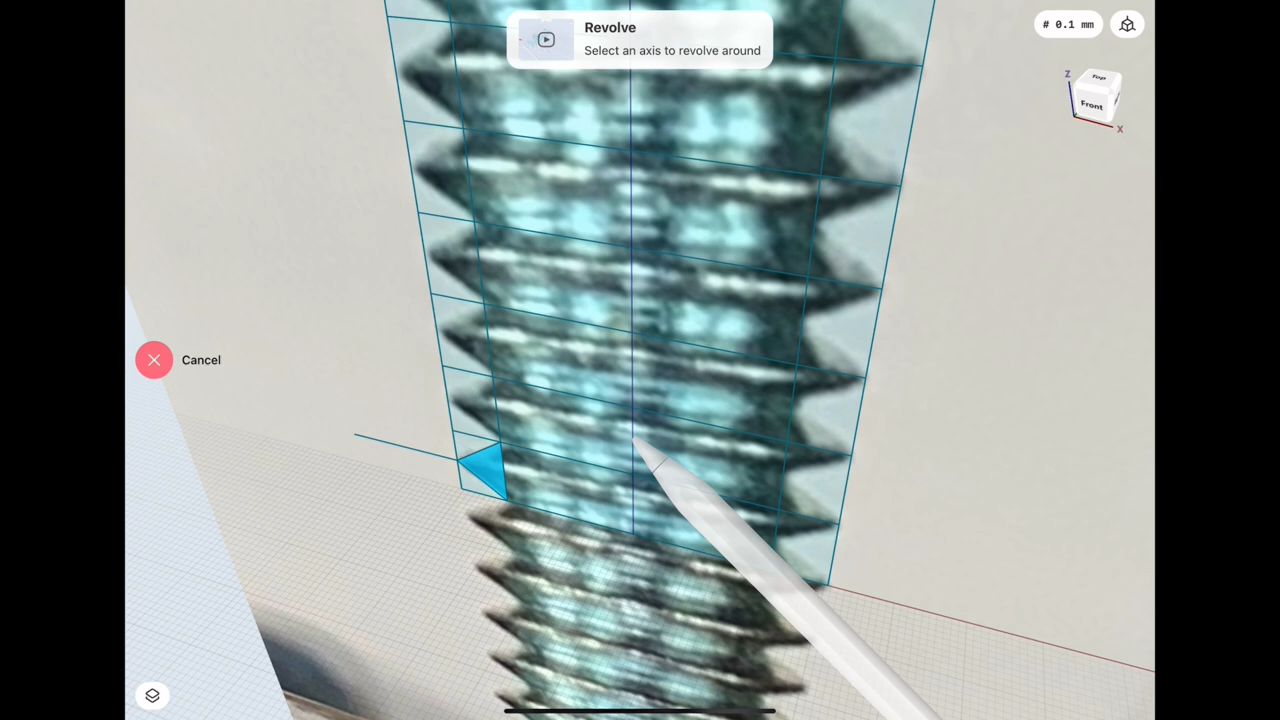 Revolve
Select an axis to revolve around
# 0.1 mm
Z
Top
Front
X
Cancel